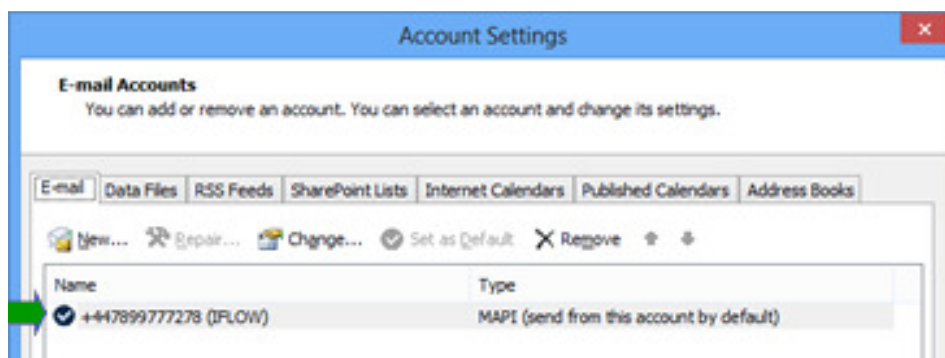 Account Settings
E-mail Accounts
You can add or remove an account. You can select an account and change its settings.
E-mail Data Files RSS Feeds SharePoint Lists Internet Calendars Published Calendars Address Books
New... Repair... Change... Set as Default Remove
Name Type
+447899777278 (IFLOW) MAPI (send from this account by default)